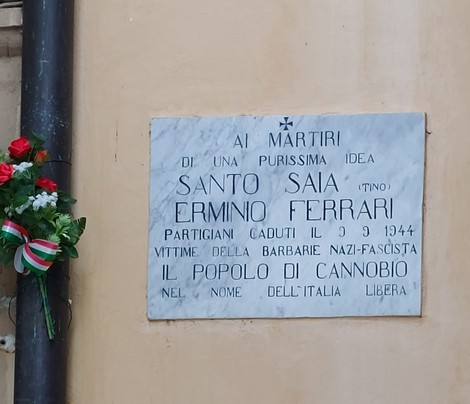 AI MARTIRI
DI UNA PURISSIMA IDEA
SANTO SAIA (TINO)
ERMINIO FERRARI
PARTIGIANI CADUTI IL 9 9 1944
VITTIME DELLA BARBARIE NAZI-FASCISTA
IL POPOLO DI CANNOBIO
NEL NOME DELL'ITALIA LIBERA